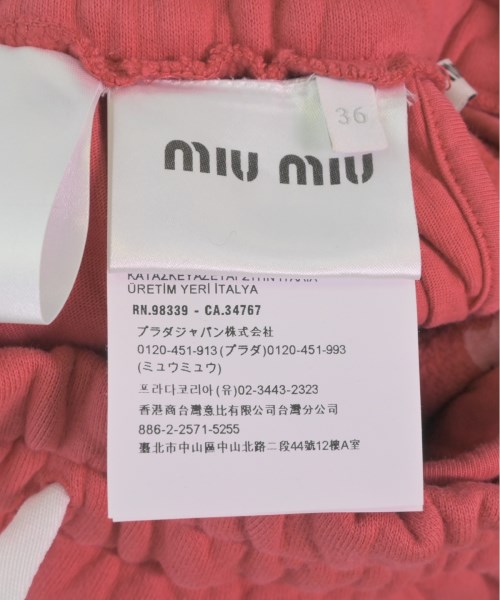 36
miu miu
ÜRETİM YERİ İTALYA
RN.98339 - CA.34767
プラダジャパン株式会社
0120-451-913(プラダ)0120-451-993
(ミュウミュウ)
프라다코리아(유)02-3443-2323
香港商台灣意比有限公司台灣分公司
886-2-2571-5255
臺北市中山區中山北路二段44號12樓A室